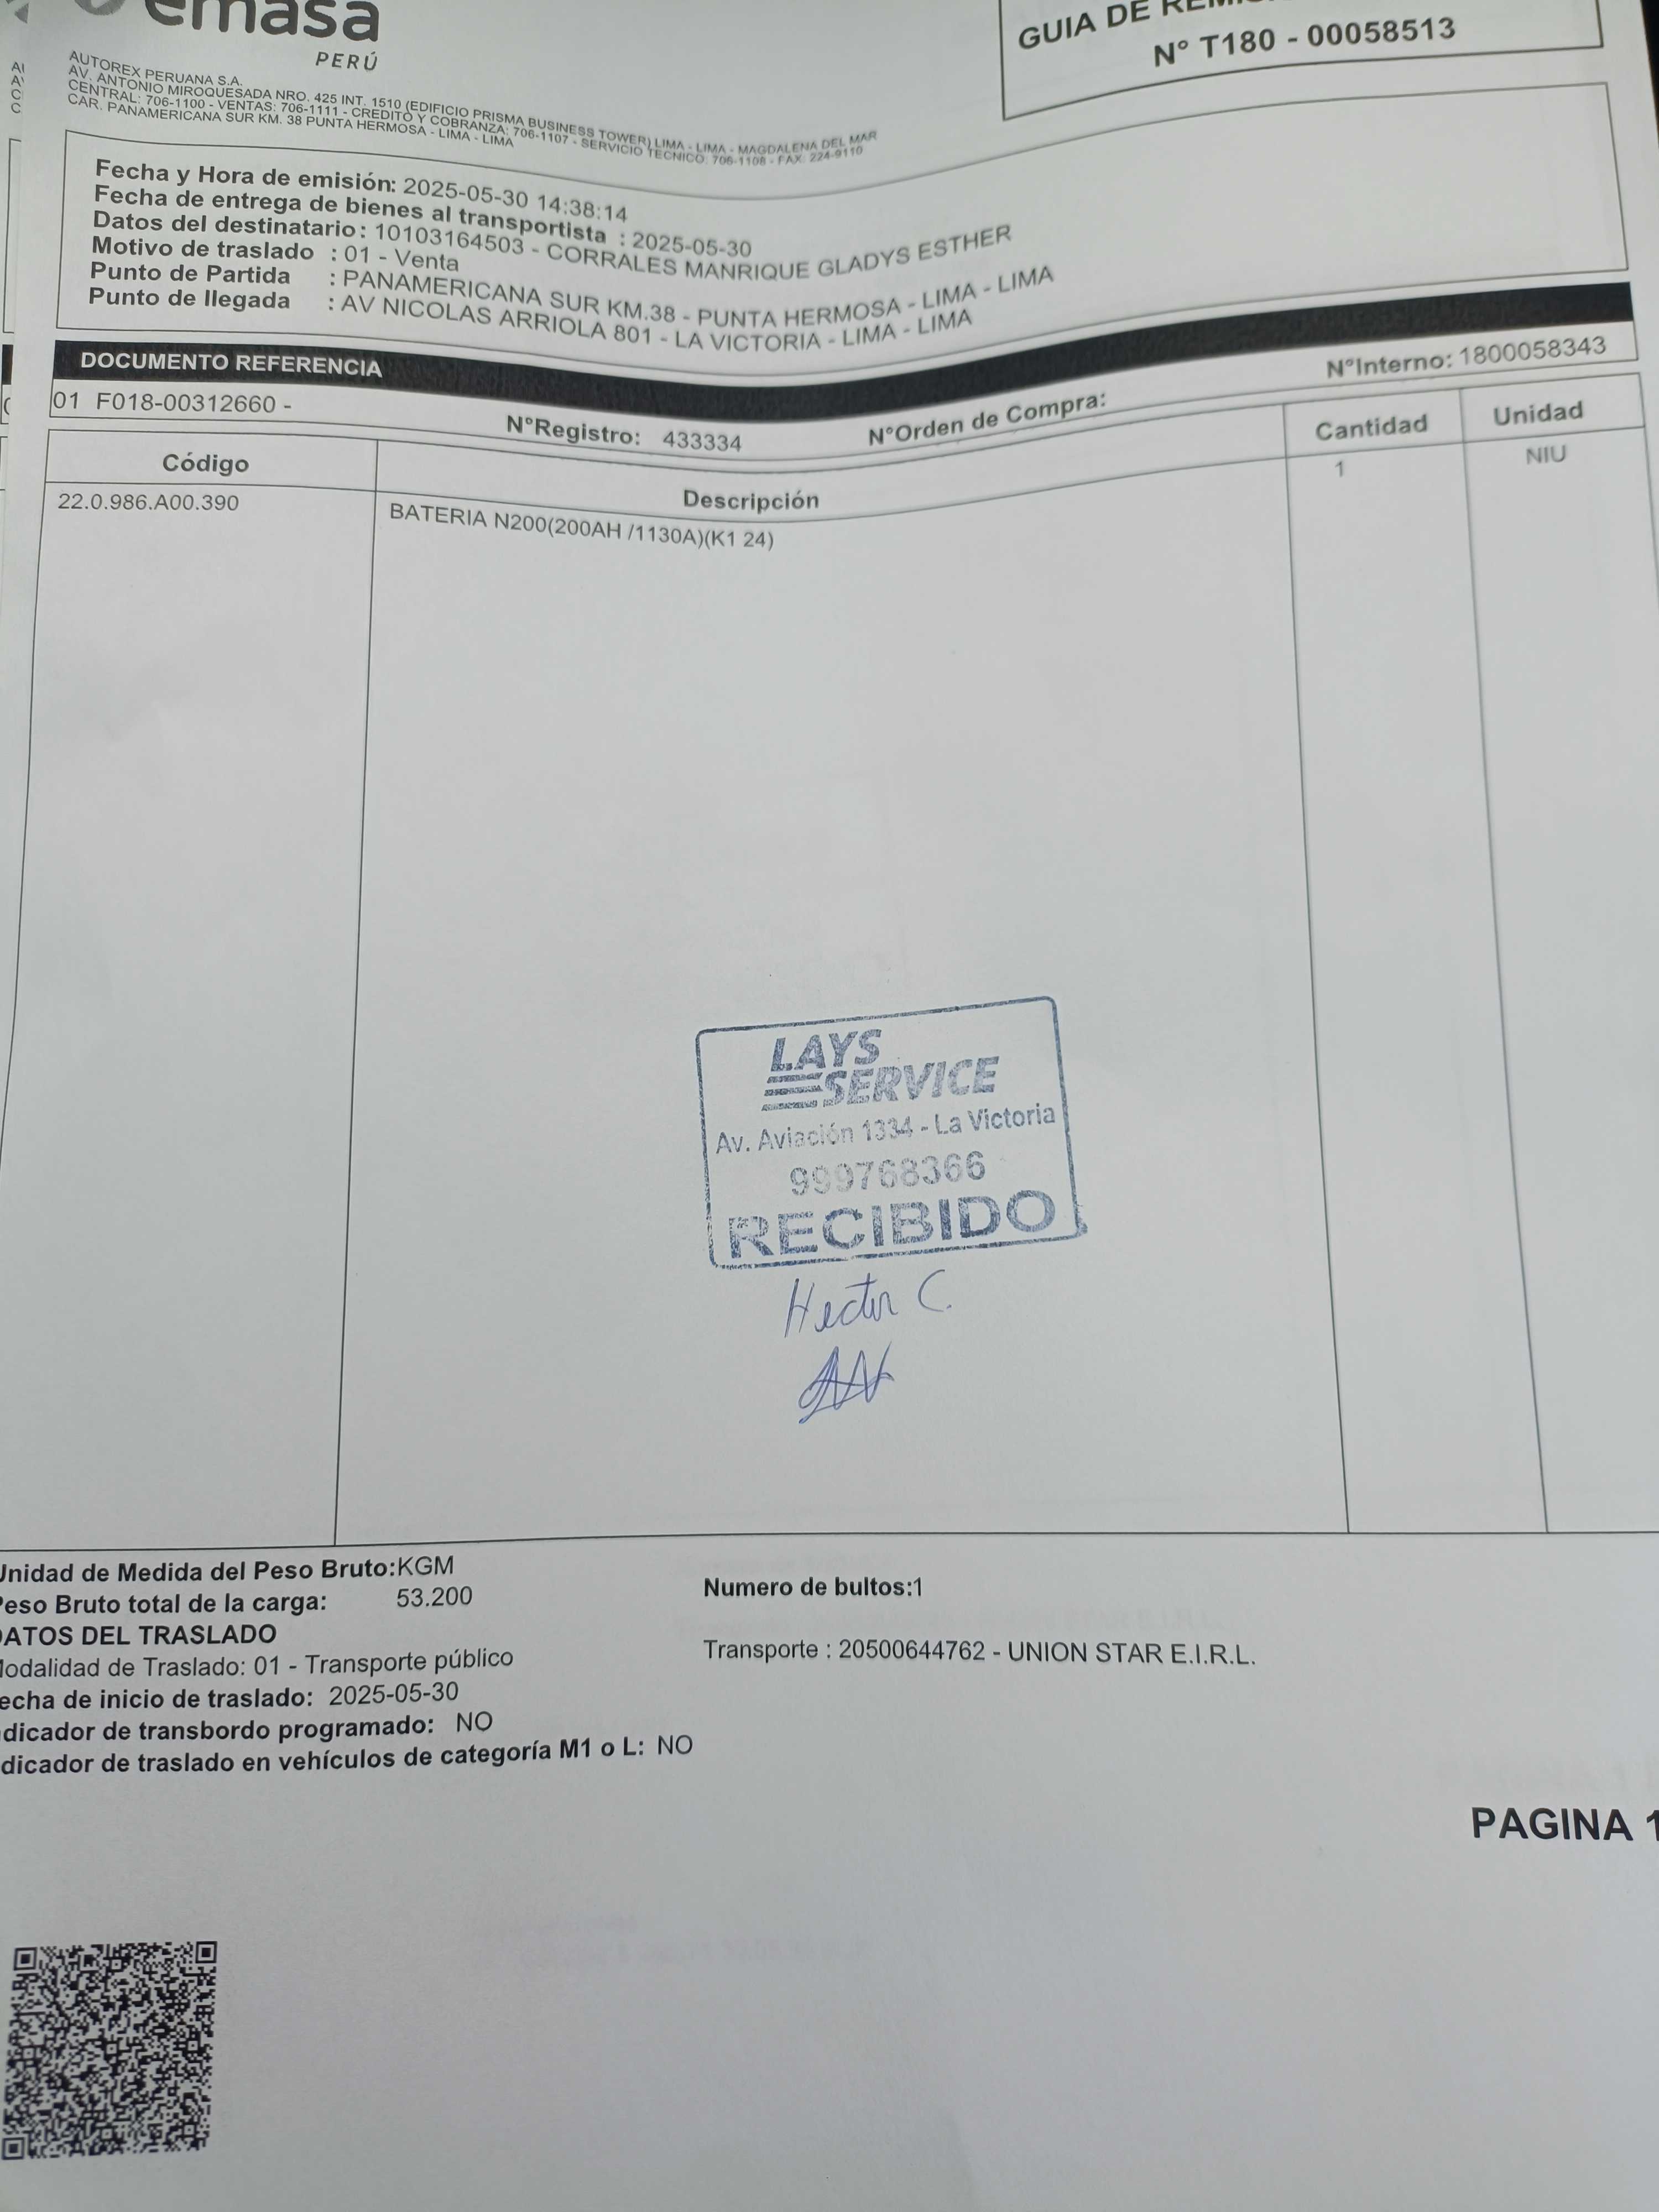 emasa
PERÚ
GUIA DE
N° T180 - 00058513
AUTOREX PERUANA S.A.
AV. ANTONIO MIROQUESADA NRO. 425 INT. 1510 (EDIFICIO PRISMA BUSINESS TOWER) LIMA - LIMA - MAGDALENA DEL MAR
CENTRAL: 706-1100 - VENTAS: 706-1111 - CREDITO Y COBRANZA: 706-1107 - SERVICIO TECNICO: 706-1108 - FAX: 224-9110
CAR. PANAMERICANA SUR KM. 38 PUNTA HERMOSA - LIMA - LIMA
Fecha y Hora de emisión: 2025-05-30 14:38:14
Fecha de entrega de bienes al transportista : 2025-05-30
Datos del destinatario : 10103164503 - CORRALES MANRIQUE GLADYS ESTHER
Motivo de traslado : 01 - Venta
Punto de Partida : PANAMERICANA SUR KM.38 - PUNTA HERMOSA - LIMA - LIMA
Punto de llegada : AV NICOLAS ARRIOLA 801 - LA VICTORIA - LIMA - LIMA
DOCUMENTO REFERENCIA
N°Interno: 1800058343
01 F018-00312660 - N°Registro: 433334 N°Orden de Compra:
Código Descripción Cantidad Unidad
22.0.986.A00.390 BATERIA N200(200AH /1130A)(K1 24) 1 NIU
LAYS
SERVICE
Av. Aviación 1334 - La Victoria
999768366
RECIBIDO
Hector C.
Unidad de Medida del Peso Bruto:KGM
Peso Bruto total de la carga: 53.200
Numero de bultos:1
DATOS DEL TRASLADO
Modalidad de Traslado: 01 - Transporte público
Transporte : 20500644762 - UNION STAR E.I.R.L.
echa de inicio de traslado: 2025-05-30
dicador de transbordo programado: NO
dicador de traslado en vehículos de categoría M1 o L: NO
PAGINA 1